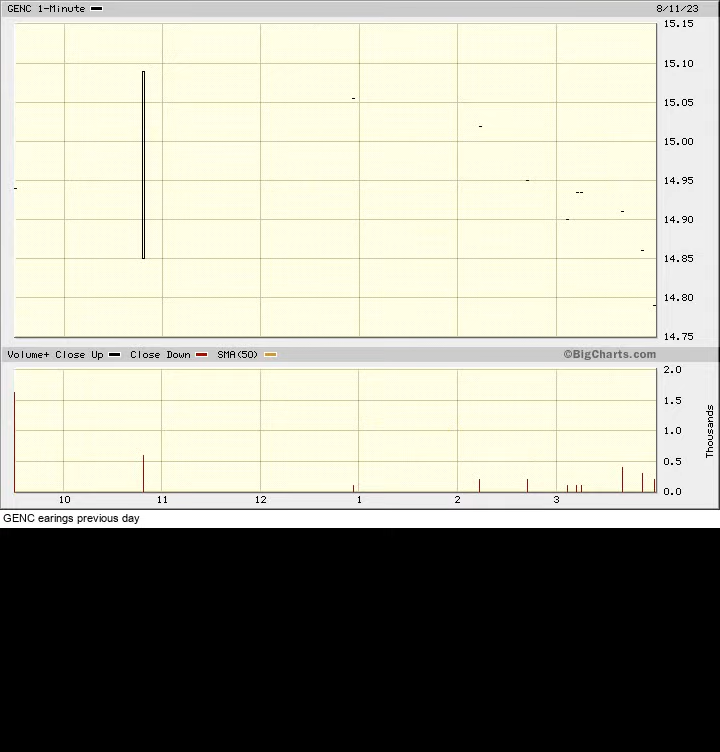 GENC 1-Minute 8/11/23
15.15
15.10
15.05
15.00
14.95
14.90
14.85
14.80
14.75
Volume+ Close Up Close Down SMA(50) ©BigCharts.com
2.0
1.5
1.0
0.5
0.0
Thousands
10 11 12 1 2 3
GENC earings previous day